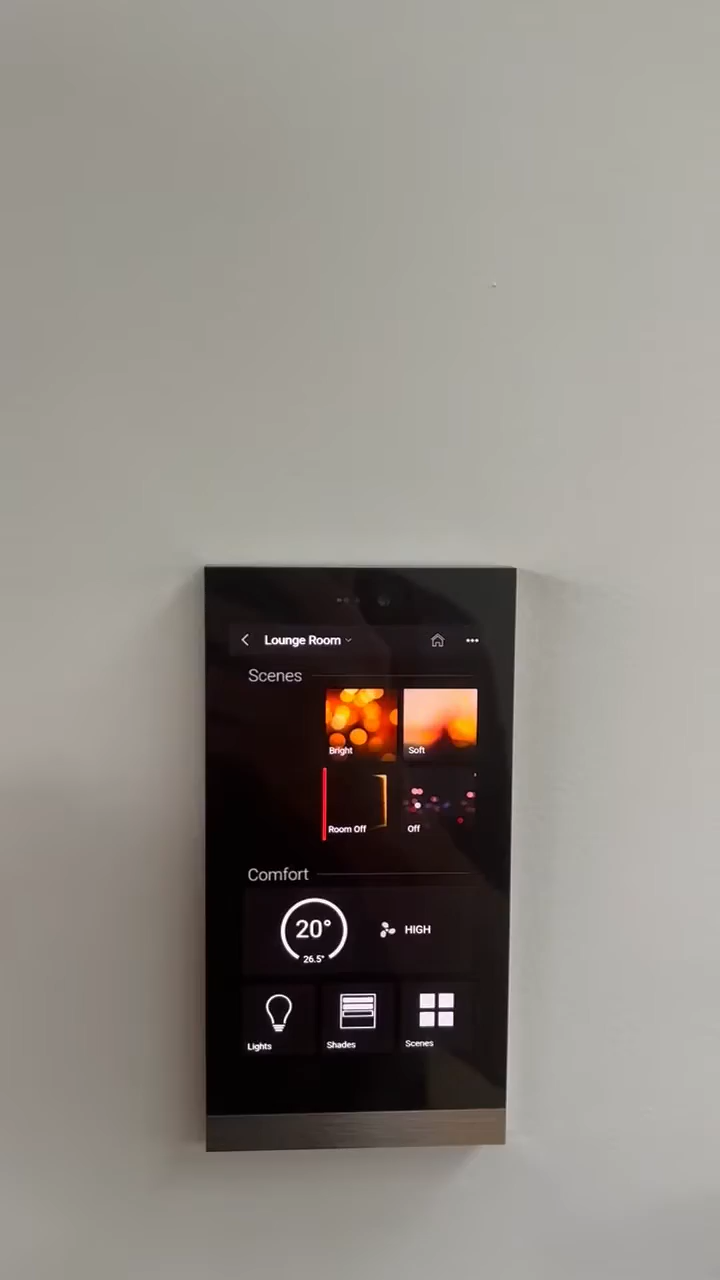 Lounge Room
Scenes
Bright
Soft
Room Off
Off
Comfort
20°
HIGH
26.5°
Lights
Shades
Scenes